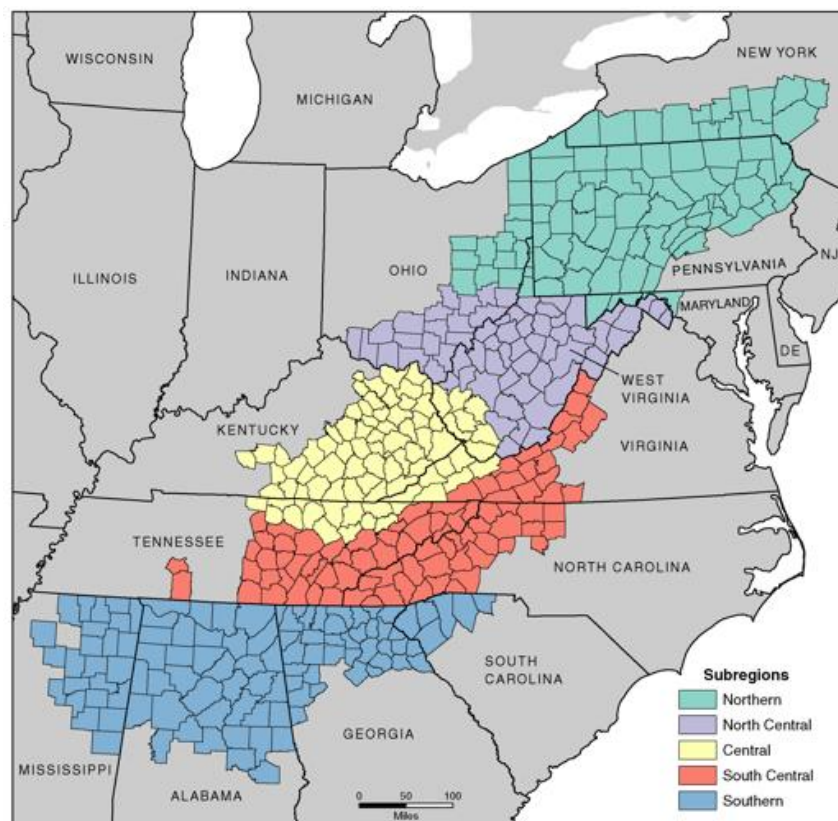 WISCONSIN
MICHIGAN
NEW YORK
ILLINOIS
INDIANA
OHIO
PENNSYLVANIA
NJ
MARYLAND
DE
WEST
VIRGINIA
KENTUCKY
VIRGINIA
TENNESSEE
NORTH CAROLINA
SOUTH
CAROLINA
GEORGIA
MISSISSIPPI
ALABAMA
Subregions
Northern
North Central
Central
South Central
Southern
0 50 100
Miles